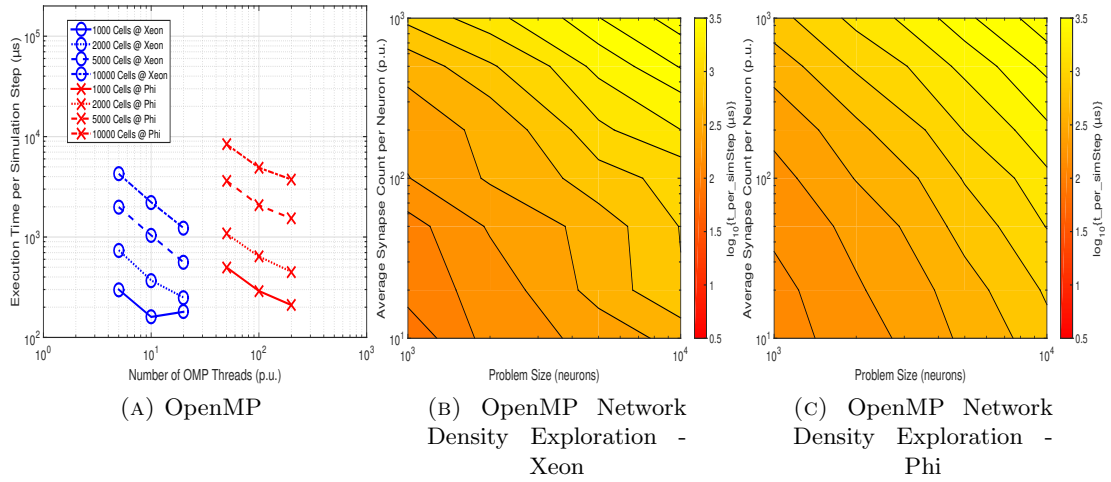 Execution Time per Simulation Step (µs)
10^5
10^4
10^3
10^2
1000 Cells @ Xeon
2000 Cells @ Xeon
5000 Cells @ Xeon
10000 Cells @ Xeon
1000 Cells @ Phi
2000 Cells @ Phi
5000 Cells @ Phi
10000 Cells @ Phi
10^0 10^1 10^2 10^3
Number of OMP Threads (p.u.)
(A) OpenMP
Average Synapse Count per Neuron (p.u.)
10^3
10^2
10^1
10^3 10^4
Problem Size (neurons)
3.5
3
2.5
2
1.5
1
0.5
log10{t_per_simStep (µs)}
(B) OpenMP Network
Density Exploration -
Xeon
Average Synapse Count per Neuron (p.u.)
10^3
10^2
10^1
10^3 10^4
Problem Size (neurons)
3.5
3
2.5
2
1.5
1
0.5
log10{t_per_simStep (µs)}
(C) OpenMP Network
Density Exploration -
Phi